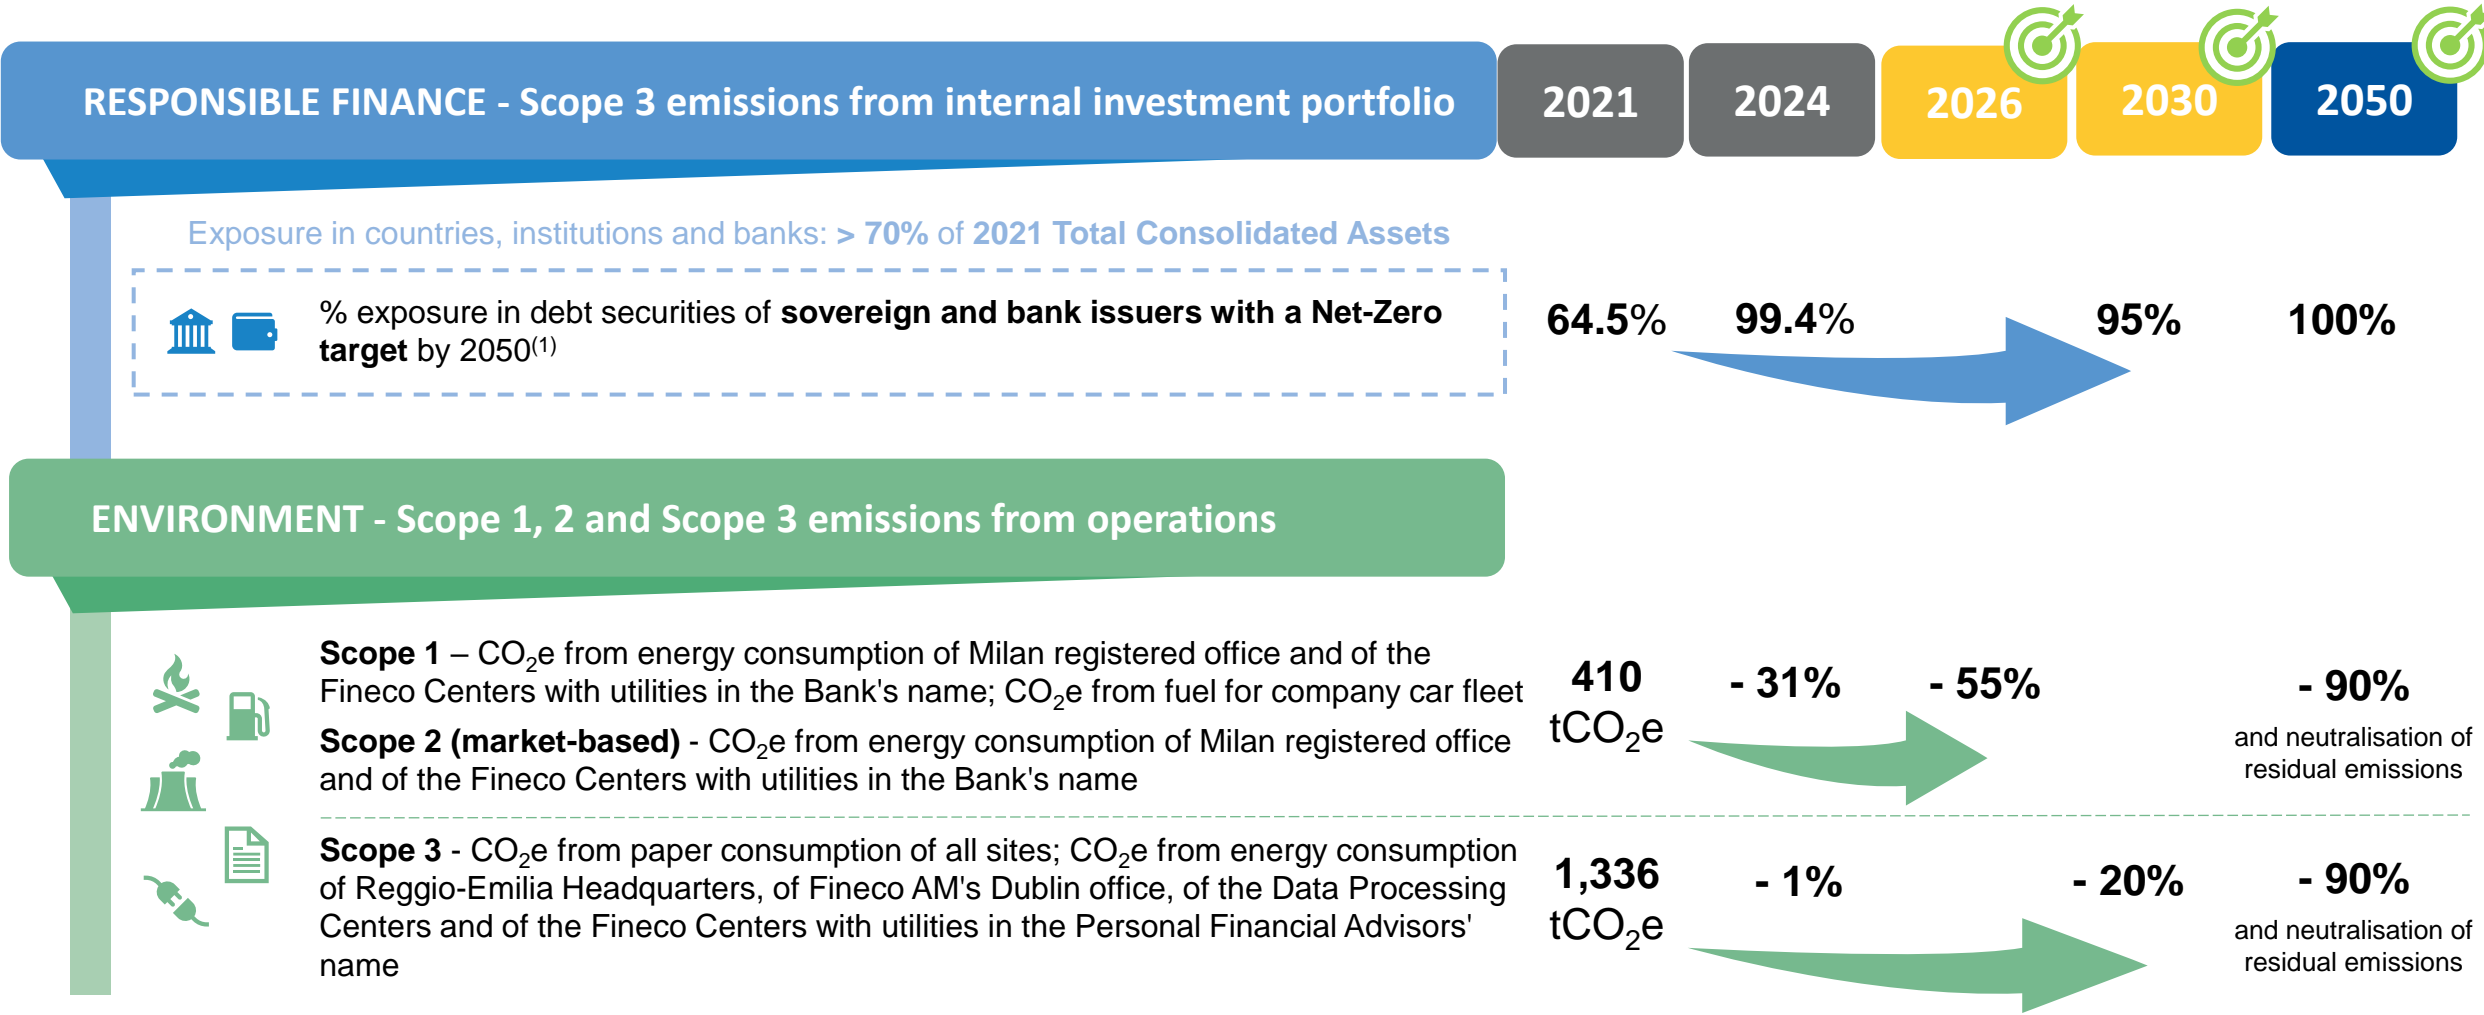 RESPONSIBLE FINANCE - Scope 3 emissions from internal investment portfolio
2021
2024
2026
2030
2050
Exposure in countries, institutions and banks: > 70% of 2021 Total Consolidated Assets
% exposure in debt securities of sovereign and bank issuers with a Net-Zero
target by 2050(1)
64.5%
99.4%
95%
100%
ENVIRONMENT - Scope 1, 2 and Scope 3 emissions from operations
Scope 1 – CO2e from energy consumption of Milan registered office and of the
Fineco Centers with utilities in the Bank's name; CO2e from fuel for company car fleet
Scope 2 (market-based) - CO2e from energy consumption of Milan registered office
and of the Fineco Centers with utilities in the Bank's name
410
tCO2e
- 31%
- 55%
- 90%
and neutralisation of
residual emissions
Scope 3 - CO2e from paper consumption of all sites; CO2e from energy consumption
of Reggio-Emilia Headquarters, of Fineco AM's Dublin office, of the Data Processing
Centers and of the Fineco Centers with utilities in the Personal Financial Advisors'
name
1,336
tCO2e
- 1%
- 20%
- 90%
and neutralisation of
residual emissions